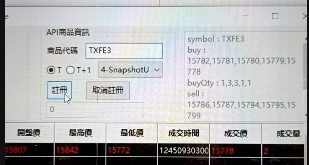 API商品資訊
商品代碼 TXFE3
T T+1 4-SnapshotU
註冊 取消註冊
0
symbol : TXFE3
buy :
15782,15781,15780,15779,15
778
buyQty : 1,3,3,1,1
sell :
15786,15787,15794,15795,15
799
開盤價 最高價 最低價 成交時間 成交價 成交量
15807 15842 15772 12450930300 15778 2